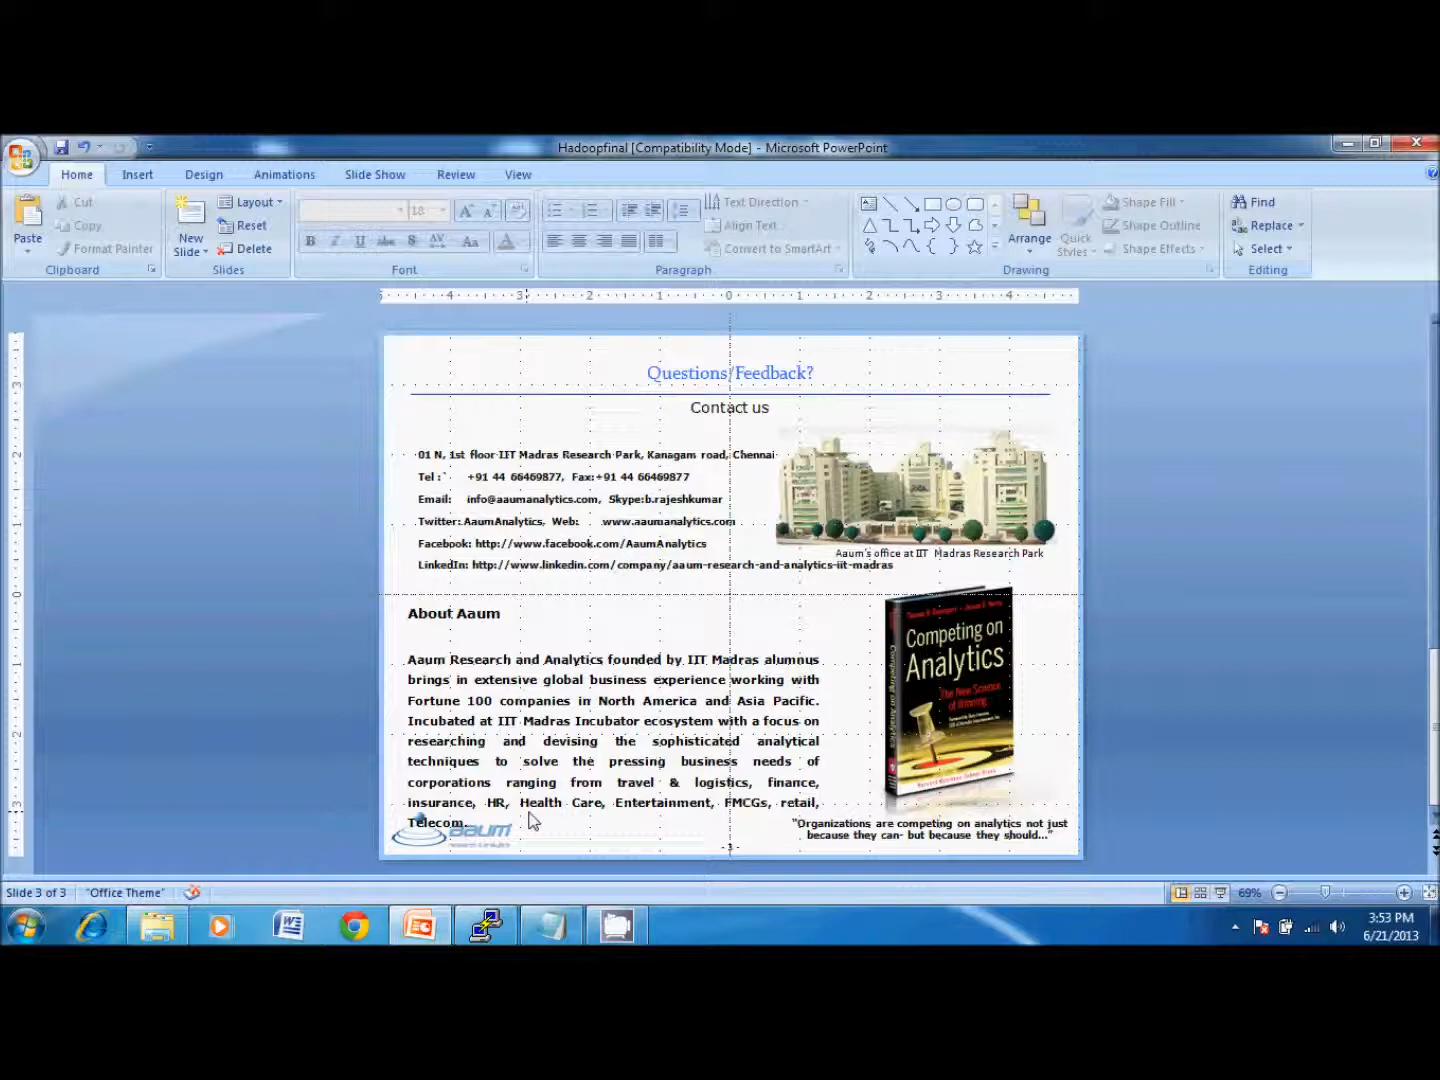 Hadoopfinal [Compatibility Mode] - Microsoft PowerPoint
Home Insert Design Animations Slide Show Review View
Paste
Cut
Copy
Format Painter
Clipboard
New
Slide
Layout
Reset
Delete
Slides
18
Font
Text Direction
Align Text
Convert to SmartArt
Paragraph
Arrange
Quick
Styles
Shape Fill
Shape Outline
Shape Effects
Drawing
Find
Replace
Select
Editing
Questions/Feedback?
Contact us
01 N, 1st floor IIT Madras Research Park, Kanagam road, Chennai
Tel :` +91 44 66469877, Fax:+91 44 66469877
Email: info@aaumanalytics.com, Skype:b.rajeshkumar
Twitter: AaumAnalytics, Web: www.aaumanalytics.com
Facebook: http://www.facebook.com/AaumAnalytics
LinkedIn: http://www.linkedin.com/company/aaum-research-and-analytics-iit-madras
Aaum's office at IIT Madras Research Park
About Aaum
Aaum Research and Analytics founded by IIT Madras alumnus
brings in extensive global business experience working with
Fortune 100 companies in North America and Asia Pacific.
Incubated at IIT Madras Incubator ecosystem with a focus on
researching and devising the sophisticated analytical
techniques to solve the pressing business needs of
corporations ranging from travel & logistics, finance,
insurance, HR, Health Care, Entertainment, FMCGs, retail,
Telecom.
aaum
Competing on
Analytics
The New Science
of Winning
"Organizations are competing on analytics not just
because they can- but because they should..."
- 3 -
Slide 3 of 3 "Office Theme" 69%
3:53 PM
6/21/2013